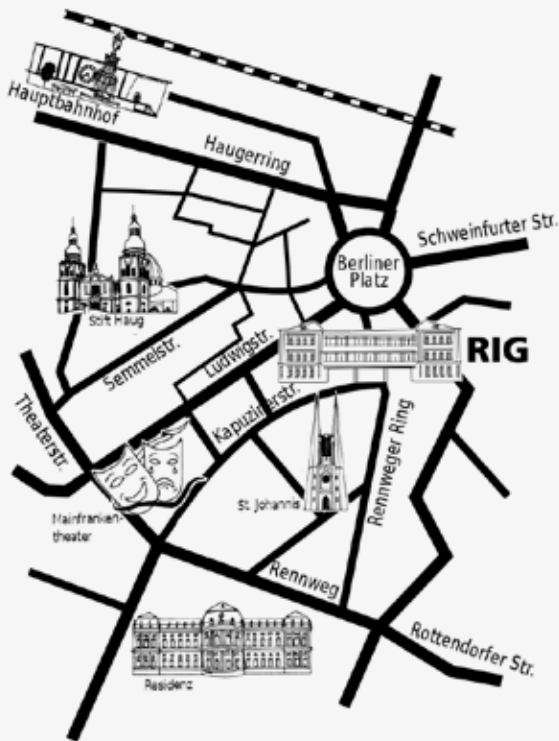 Hauptbahnhof
Haugerring
Schweinfurter Str.
Berliner
Platz
Stift Haug
RIG
Semmelstr.
Ludwigstr.
Kapuzinerstr.
Theaterstr.
Rennweger Ring
St. Johannis
Mainfranken-
theater
Rennweg
Rottendorfer Str.
Residenz